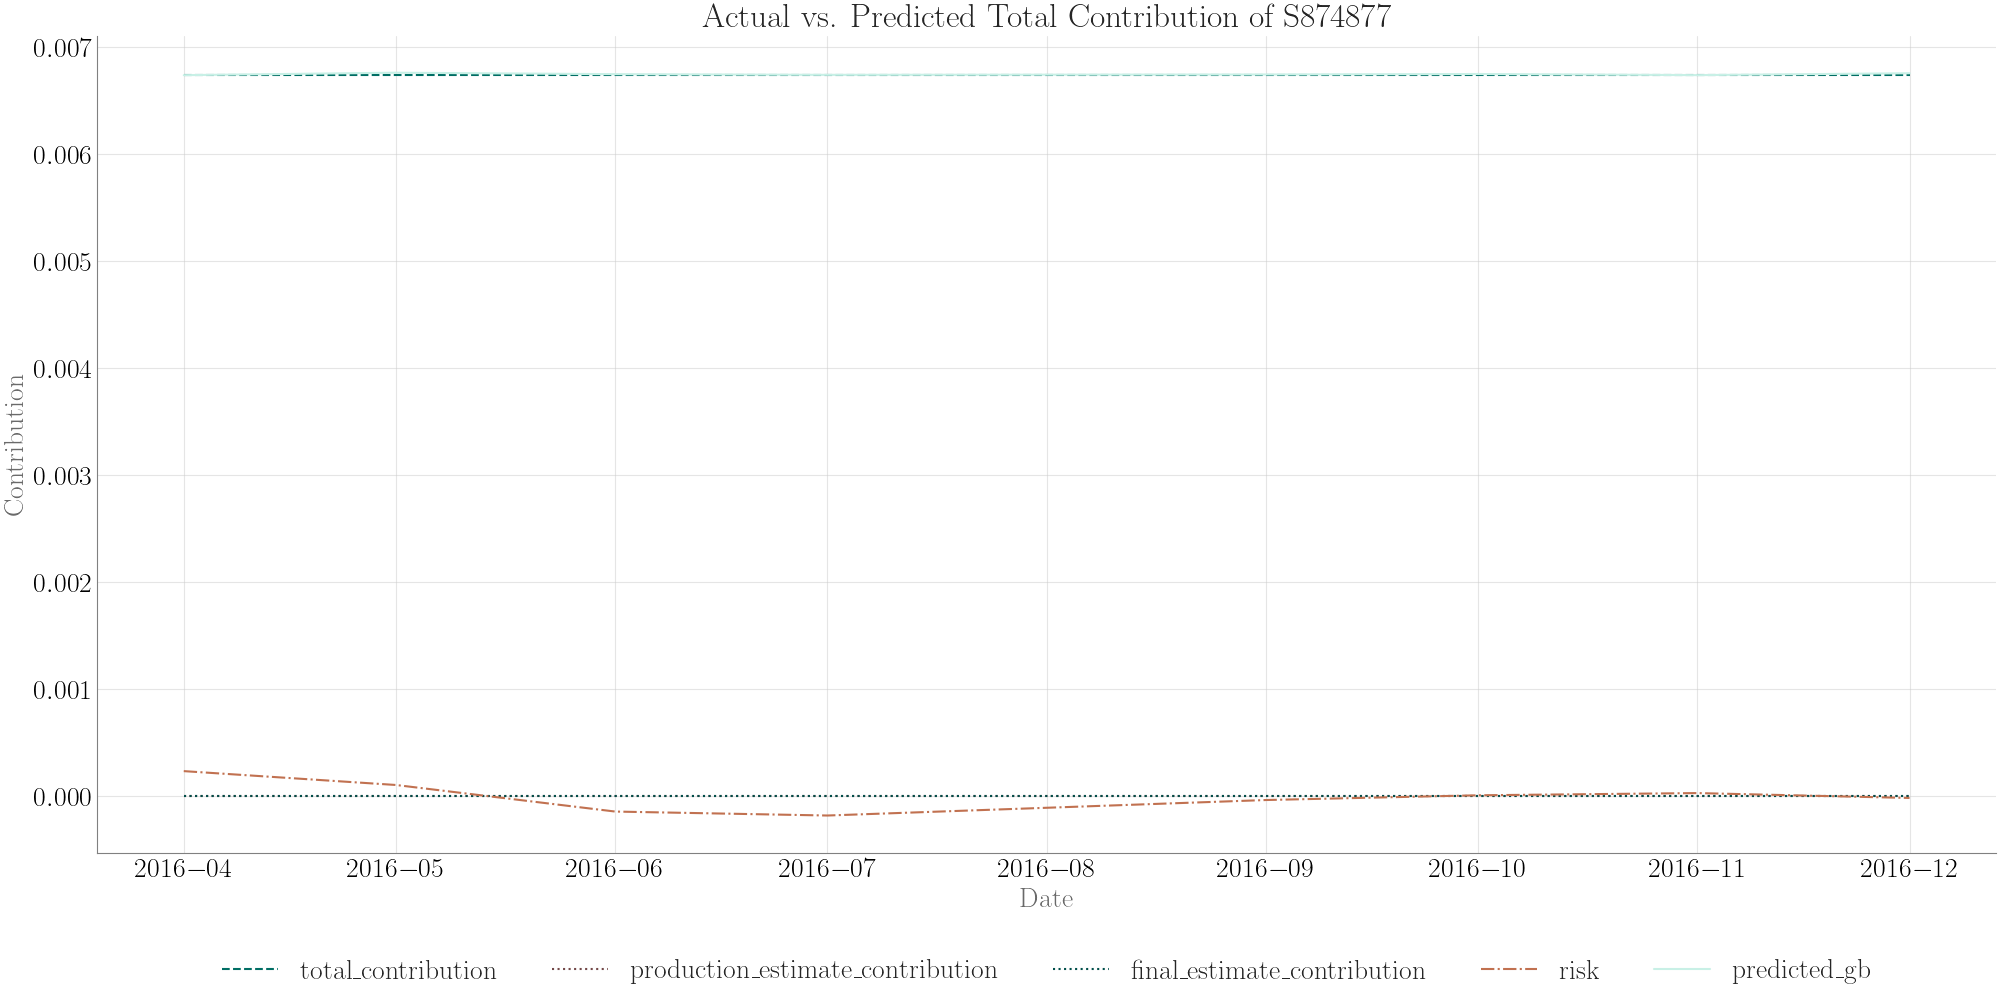 Actual vs. Predicted Total Contribution of S874877
0.007
0.006
0.005
0.004
0.003
0.002
0.001
0.000
Contribution
2016–04 2016–05 2016–06 2016–07 2016–08 2016–09 2016–10 2016–11 2016–12
Date
total_contribution production_estimate_contribution final_estimate_contribution risk predicted_gb